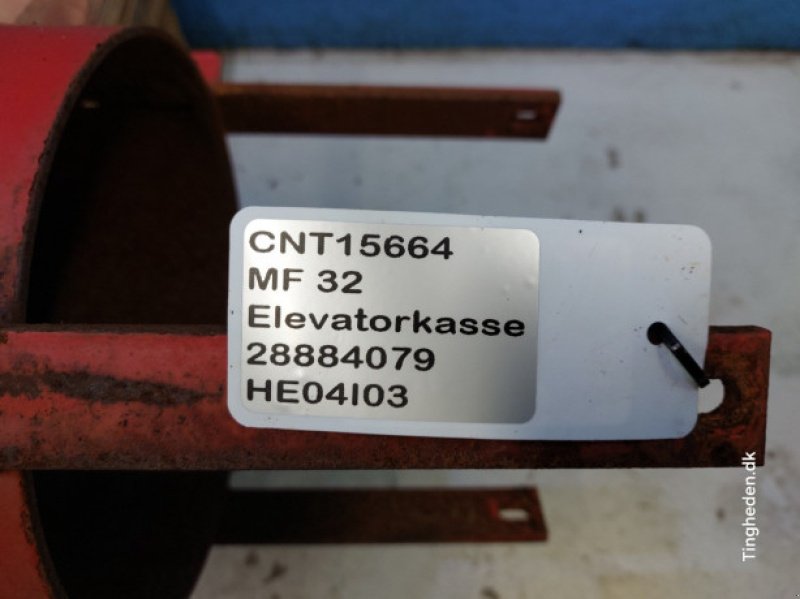 CNT15664
MF 32
Elevatorkasse
28884079
HE04I03
Tingheden.dk